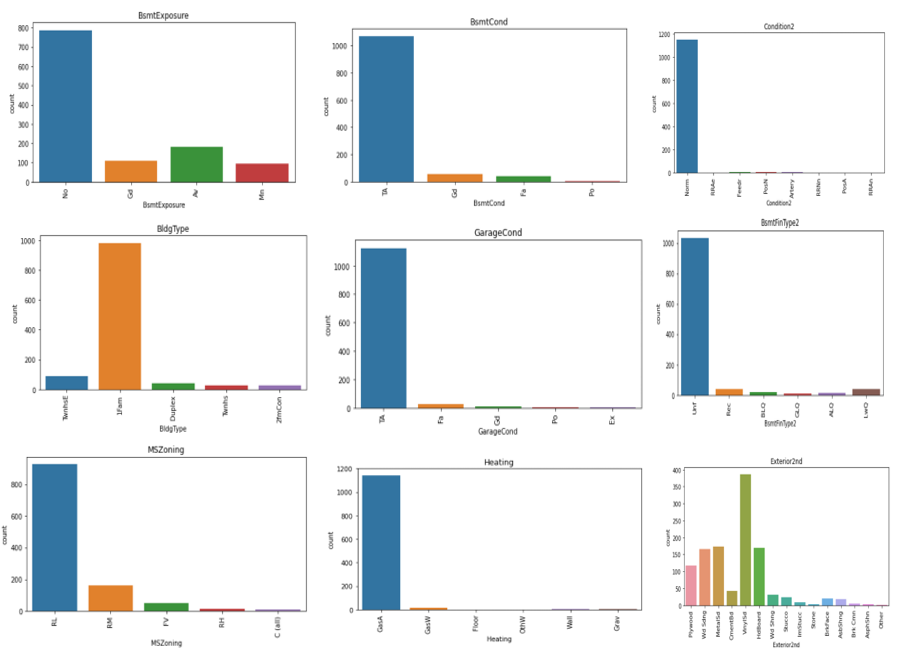 BsmtExposure
800
700
600
500
400
300
200
100
0
count
No
Gd
Av
Mn
BsmtExposure
BsmtCond
1000
800
600
400
200
0
count
TA
Gd
Fa
Po
BsmtCond
Condition2
1200
1000
800
600
400
200
0
count
Norm
RRAe
Feedr
PosN
Artery
RRNn
PosA
RRAn
Condition2
BldgType
1000
800
600
400
200
0
count
TwnhsE
1Fam
Duplex
Twnhs
2fmCon
BldgType
GarageCond
1000
800
600
400
200
0
count
TA
Fa
Gd
Po
Ex
GarageCond
BsmtFinType2
1000
800
600
400
200
0
count
Unf
Rec
BLQ
GLQ
ALQ
LwQ
BsmtFinType2
MSZoning
800
600
400
200
0
count
RL
RM
FV
RH
C (all)
MSZoning
Heating
1200
1000
800
600
400
200
0
count
GasA
GasW
Floor
OthW
Wall
Grav
Heating
Exterior2nd
400
350
300
250
200
150
100
50
0
count
Plywood
Wd Sdng
MetalSd
CmentBd
VinylSd
HdBoard
Wd Shng
Stucco
ImStucc
Stone
BrkFace
AsbShng
Brk Cmn
AsphShn
Other
Exterior2nd